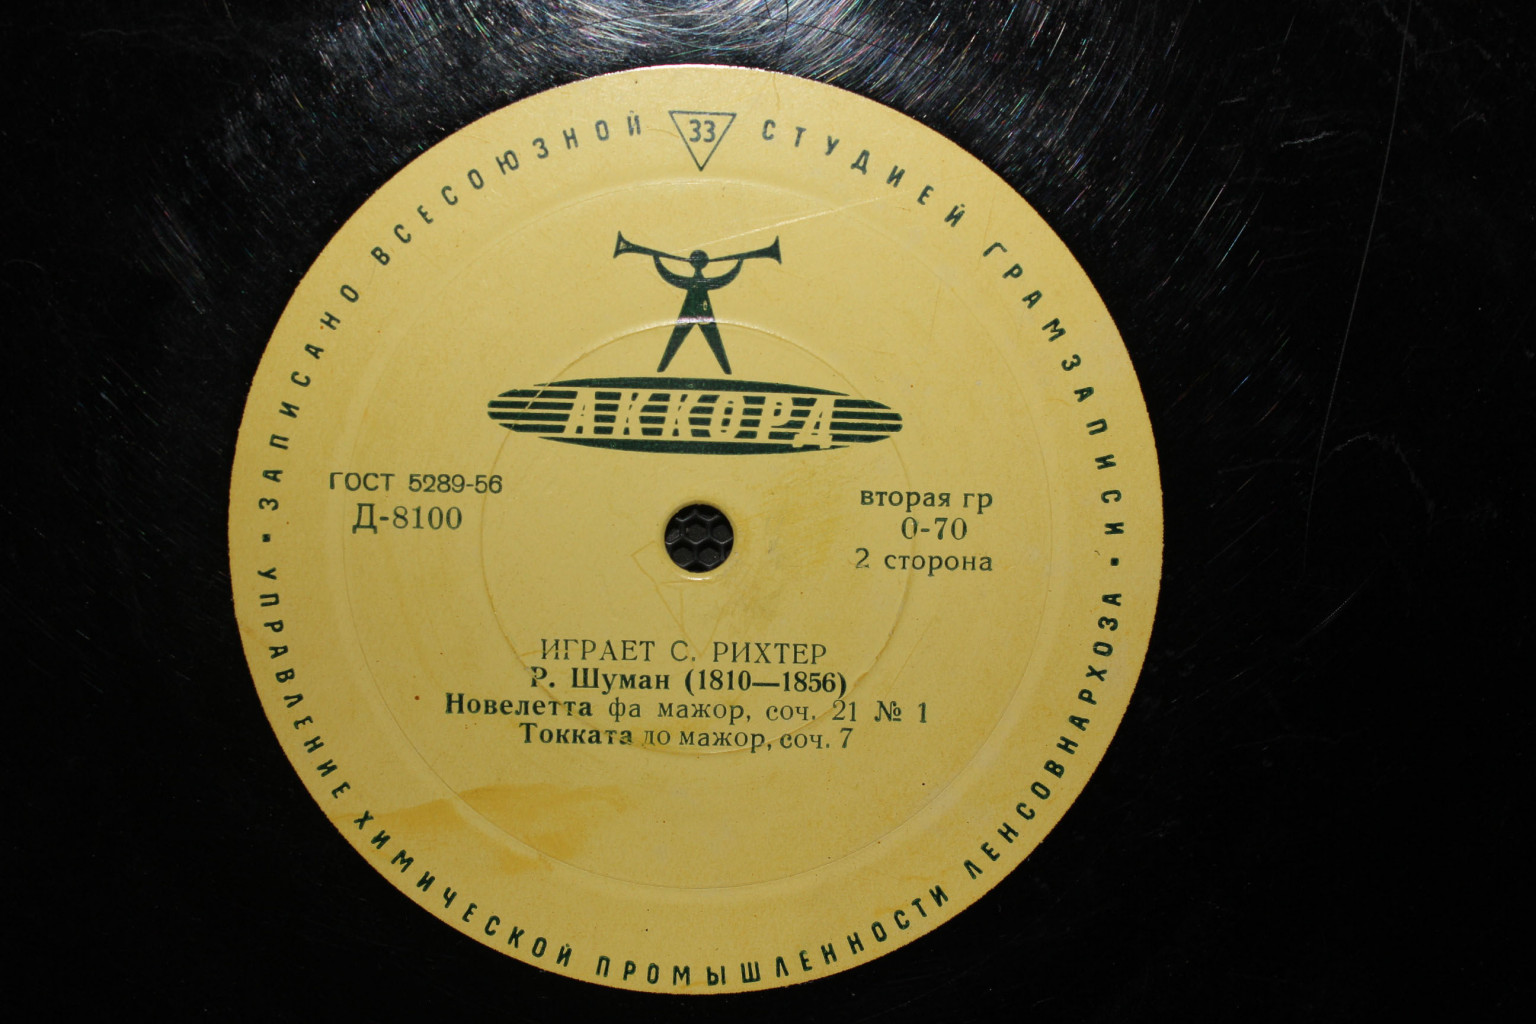 ЗАПИСАНО ВСЕСОЮЗНОЙ СТУДИЕЙ ГРАМЗАПИСИ
33
АККОРД
ГОСТ 5289-56
Д-8100
вторая гр
0-70
2 сторона
ИГРАЕТ С. РИХТЕР
Р. Шуман (1810—1856)
Новелетта фа мажор, соч. 21 № 1
Токката до мажор, соч. 7
УПРАВЛЕНИЕ ХИМИЧЕСКОЙ ПРОМЫШЛЕННОСТИ ЛЕНСОВНАРХОЗА